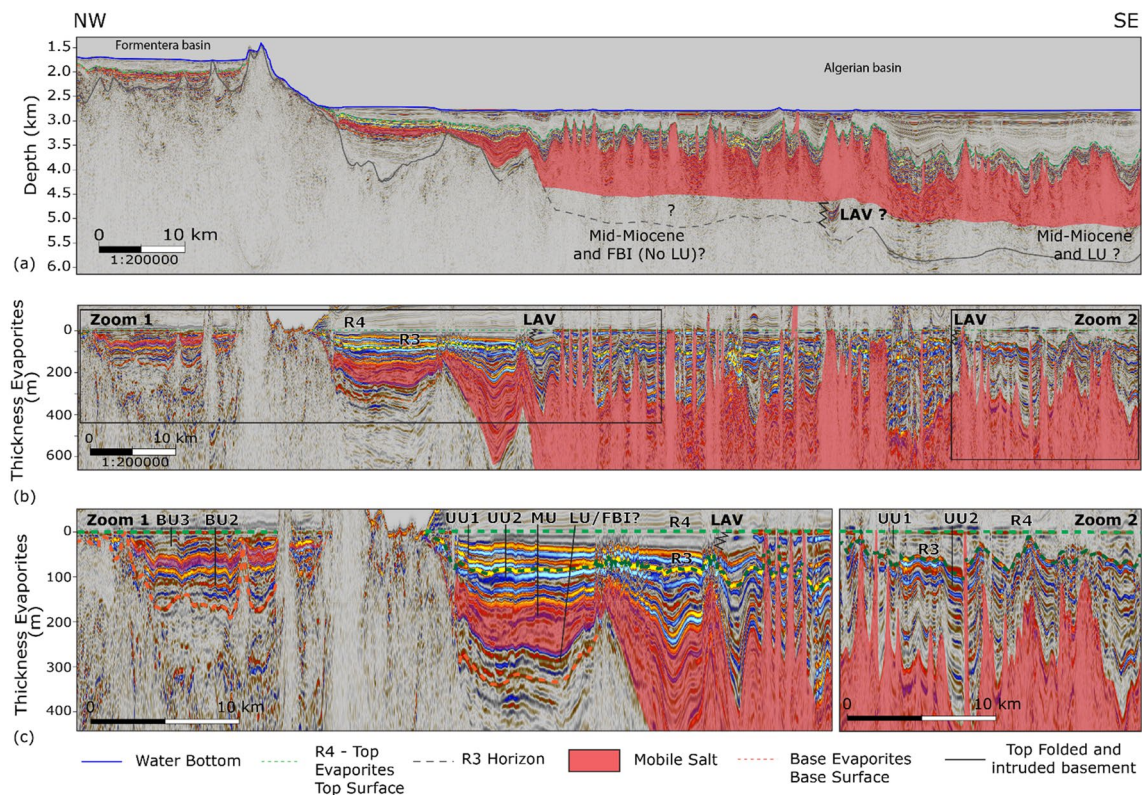 NW
SE
Formentera basin
Algerian basin
Depth (km)
1.5
2.0
2.5
3.0
3.5
4.0
4.5
5.0
5.5
6.0
?
LAV ?
Mid-Miocene
and FBI (No LU)?
Mid-Miocene
and LU ?
0 10 km
1:200000
(a)
Thickness Evaporites
(m)
0
200
400
600
Zoom 1
R4
R3
LAV
LAV
Zoom 2
0 10 km
1:200000
(b)
Thickness Evaporites
(m)
0
100
200
300
400
Zoom 1
BU3
BU2
UU1
UU2
MU
LU/FBI?
R4
LAV
R3
0 10 km
UU1
UU2
R4
Zoom 2
R3
0 10 km
(c)
Water Bottom
R4 - Top
Evaporites
Top Surface
R3 Horizon
Mobile Salt
Base Evaporites
Base Surface
Top Folded and
intruded basement